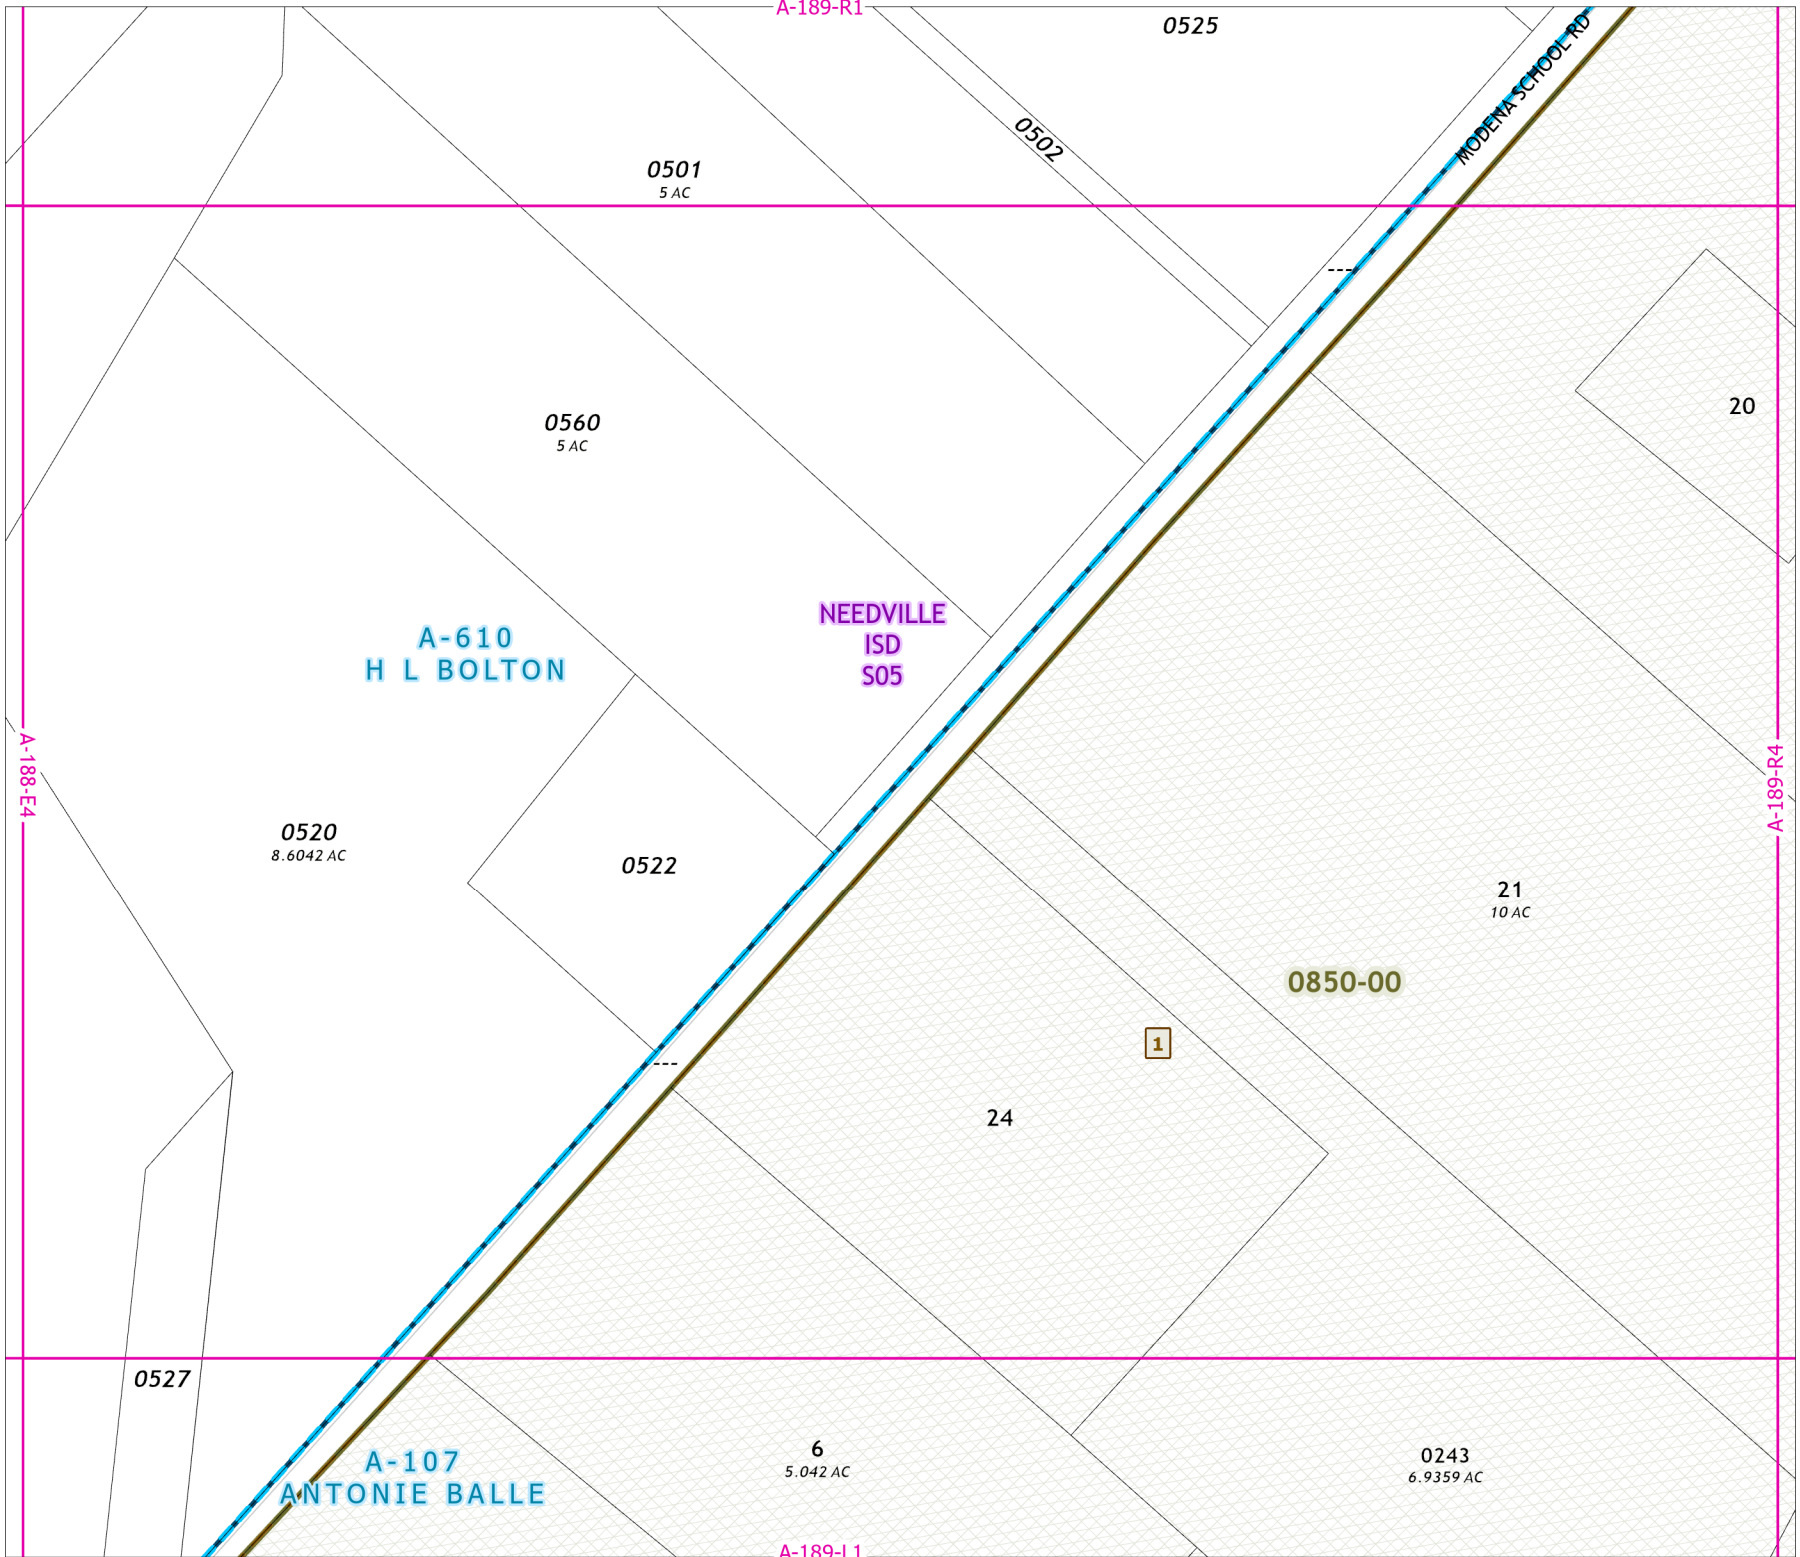 A-189-R1
0525
MODENA SCHOOL RD
0502
0501
5 AC
20
0560
5 AC
NEEDVILLE
ISD
S05
A-610
H L BOLTON
A-188-E4
A-189-R4
0520
8.6042 AC
0522
21
10 AC
0850-00
1
24
0527
A-107
ANTONIE BALLE
6
5.042 AC
0243
6.9359 AC
A-189-L1